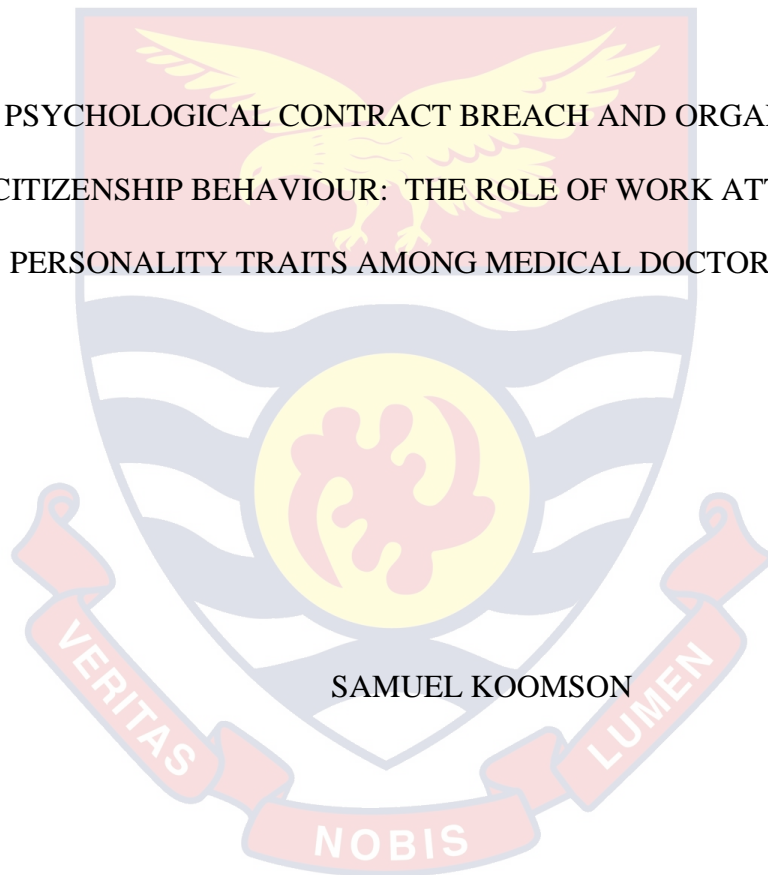 PSYCHOLOGICAL CONTRACT BREACH AND ORGA
CITIZENSHIP BEHAVIOUR: THE ROLE OF WORK ATT
PERSONALITY TRAITS AMONG MEDICAL DOCTOR
SAMUEL KOOMSON
VERITAS
NOBIS
LUMEN